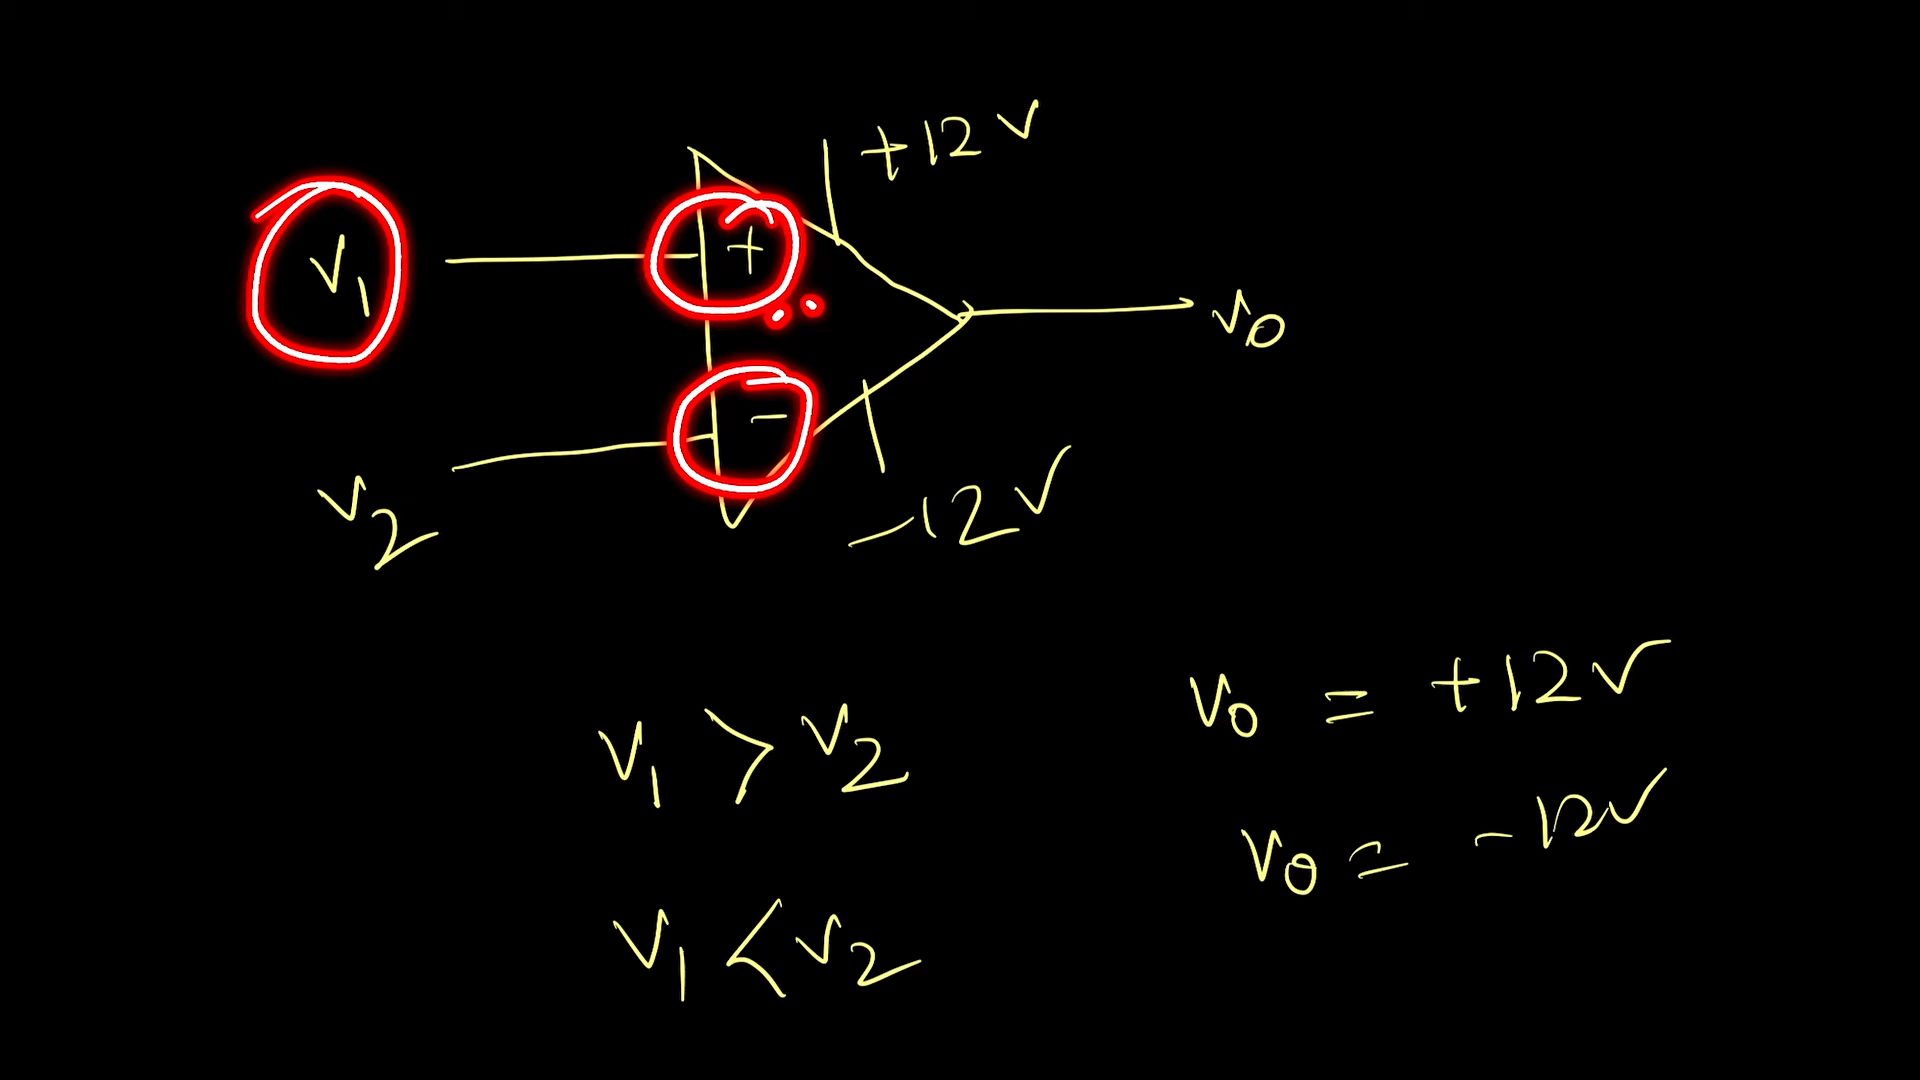 +12V
V1
+
V0
-
V2
-12V
V0 = +12V
V1 > V2
V0 = -12V
V1 < V2